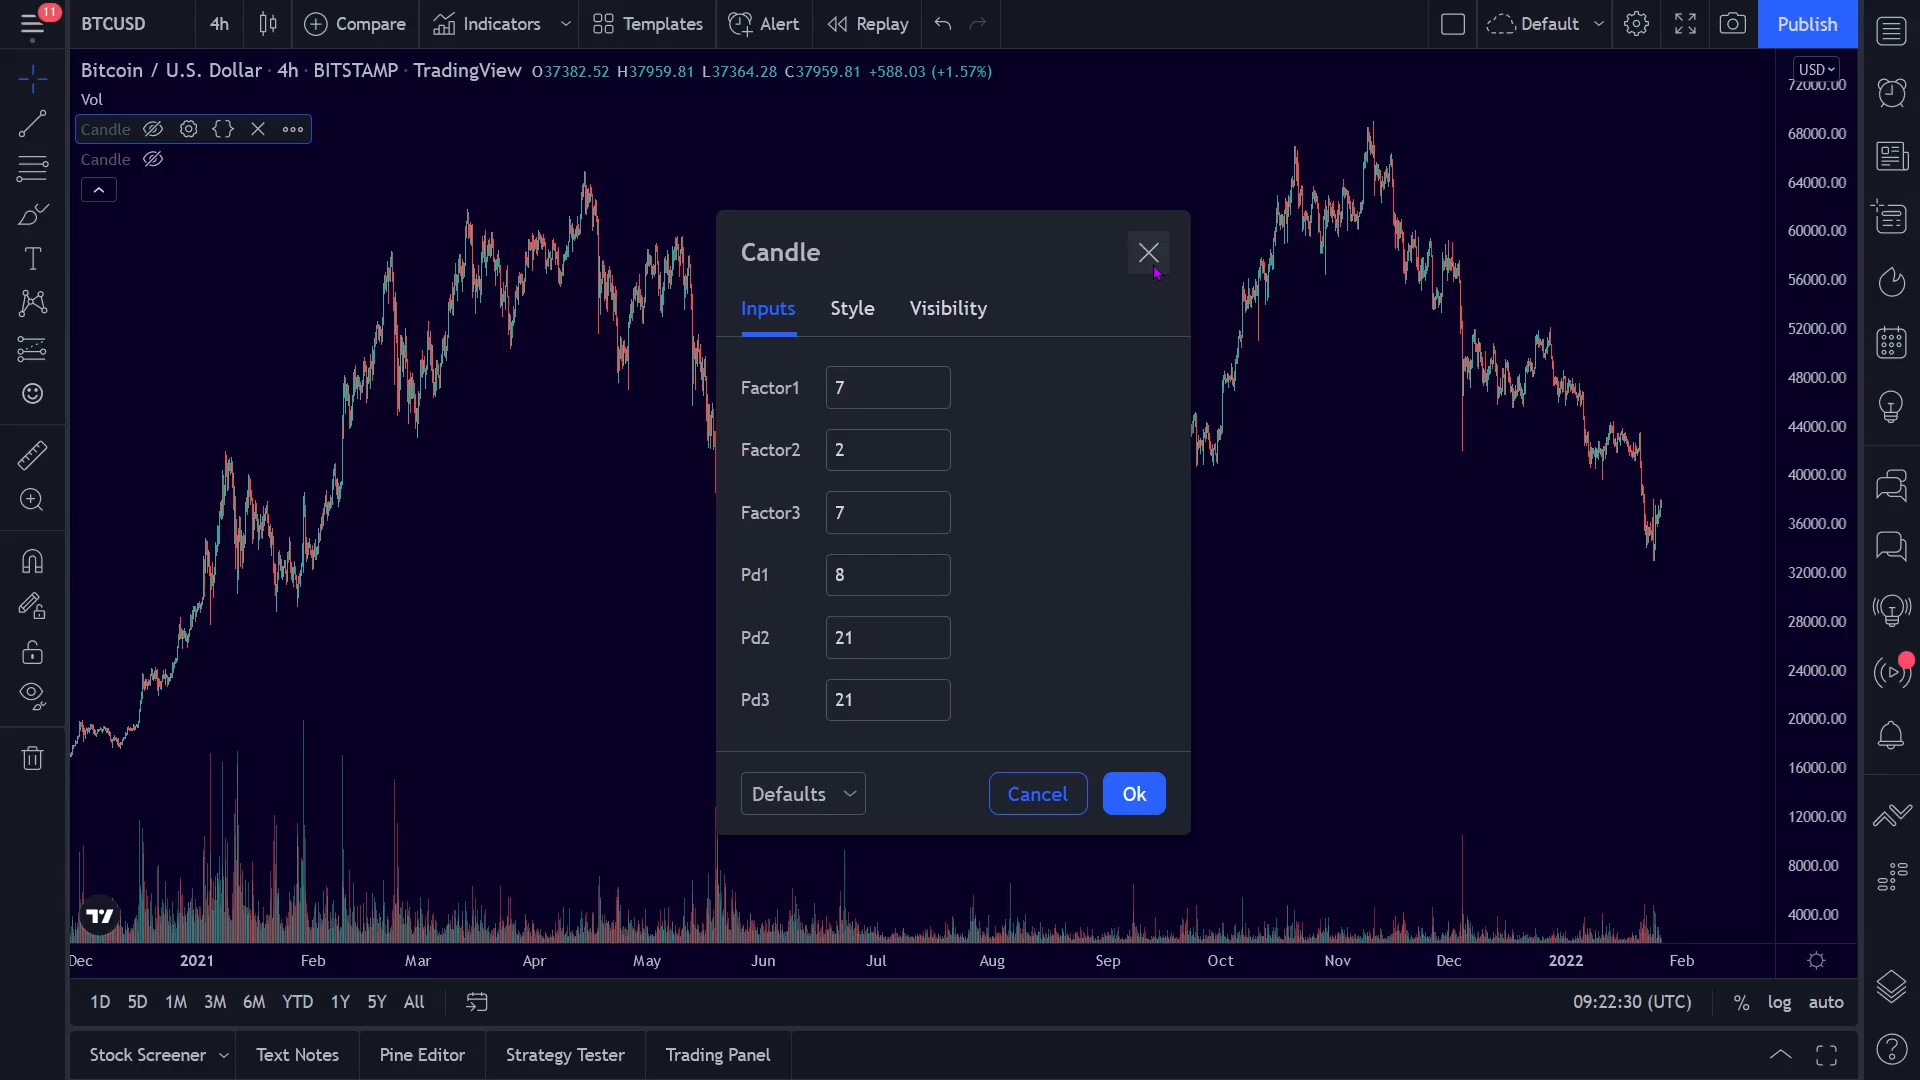 11
BTCUSD 4h Compare Indicators Templates Alert Replay Default Publish
Bitcoin / U.S. Dollar · 4h · BITSTAMP · TradingView O37382.52 H37959.81 L37364.28 C37959.81 +588.03 (+1.57%)
USD
Vol
Candle
Candle
72000.00
68000.00
64000.00
60000.00
56000.00
52000.00
48000.00
44000.00
40000.00
36000.00
32000.00
28000.00
24000.00
20000.00
16000.00
12000.00
8000.00
4000.00
Candle
Inputs Style Visibility
Factor1 7
Factor2 2
Factor3 7
Pd1 8
Pd2 21
Pd3 21
Defaults Cancel Ok
Dec 2021 Feb Mar Apr May Jun Jul Aug Sep Oct Nov Dec 2022 Feb
1D 5D 1M 3M 6M YTD 1Y 5Y All 09:22:30 (UTC) % log auto
Stock Screener Text Notes Pine Editor Strategy Tester Trading Panel